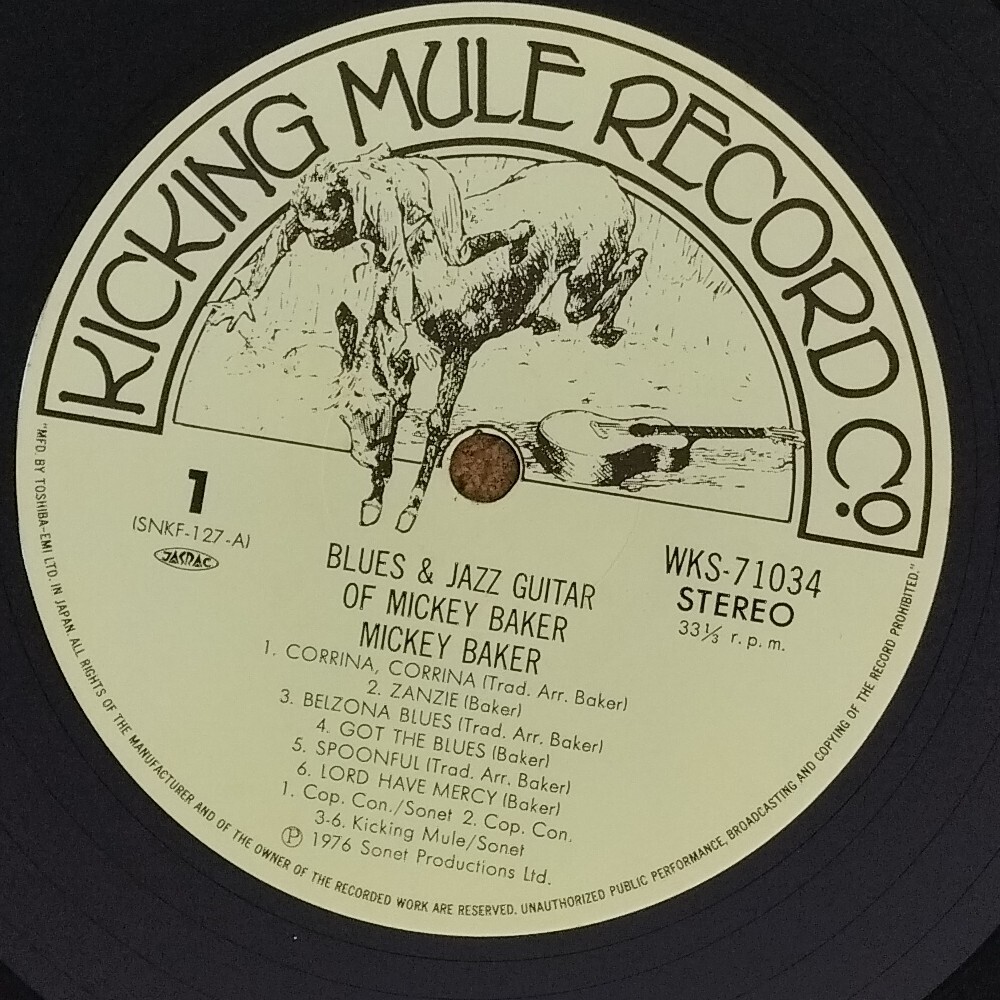 KICKING MULE RECORD Co.
1
(SNKF-127-A)
JASRAC
WKS-71034
STEREO
33⅓ r.p.m.
BLUES & JAZZ GUITAR
OF MICKEY BAKER
MICKEY BAKER
1. CORRINA, CORRINA (Trad. Arr. Baker)
2. ZANZIE (Baker)
3. BELZONA BLUES (Trad. Arr. Baker)
4. GOT THE BLUES (Baker)
5. SPOONFUL (Trad. Arr. Baker)
6. LORD HAVE MERCY (Baker)
1. Cop. Con./Sonet 2. Cop. Con.
3-6. Kicking Mule/Sonet
Ⓟ 1976 Sonet Productions Ltd.
"MFD. BY TOSHIBA-EMI LTD. IN JAPAN. ALL RIGHTS OF THE MANUFACTURER AND OF THE OWNER OF THE RECORDED WORK ARE RESERVED. UNAUTHORIZED PUBLIC PERFORMANCE, BROADCASTING AND COPYING OF THE RECORD PROHIBITED."